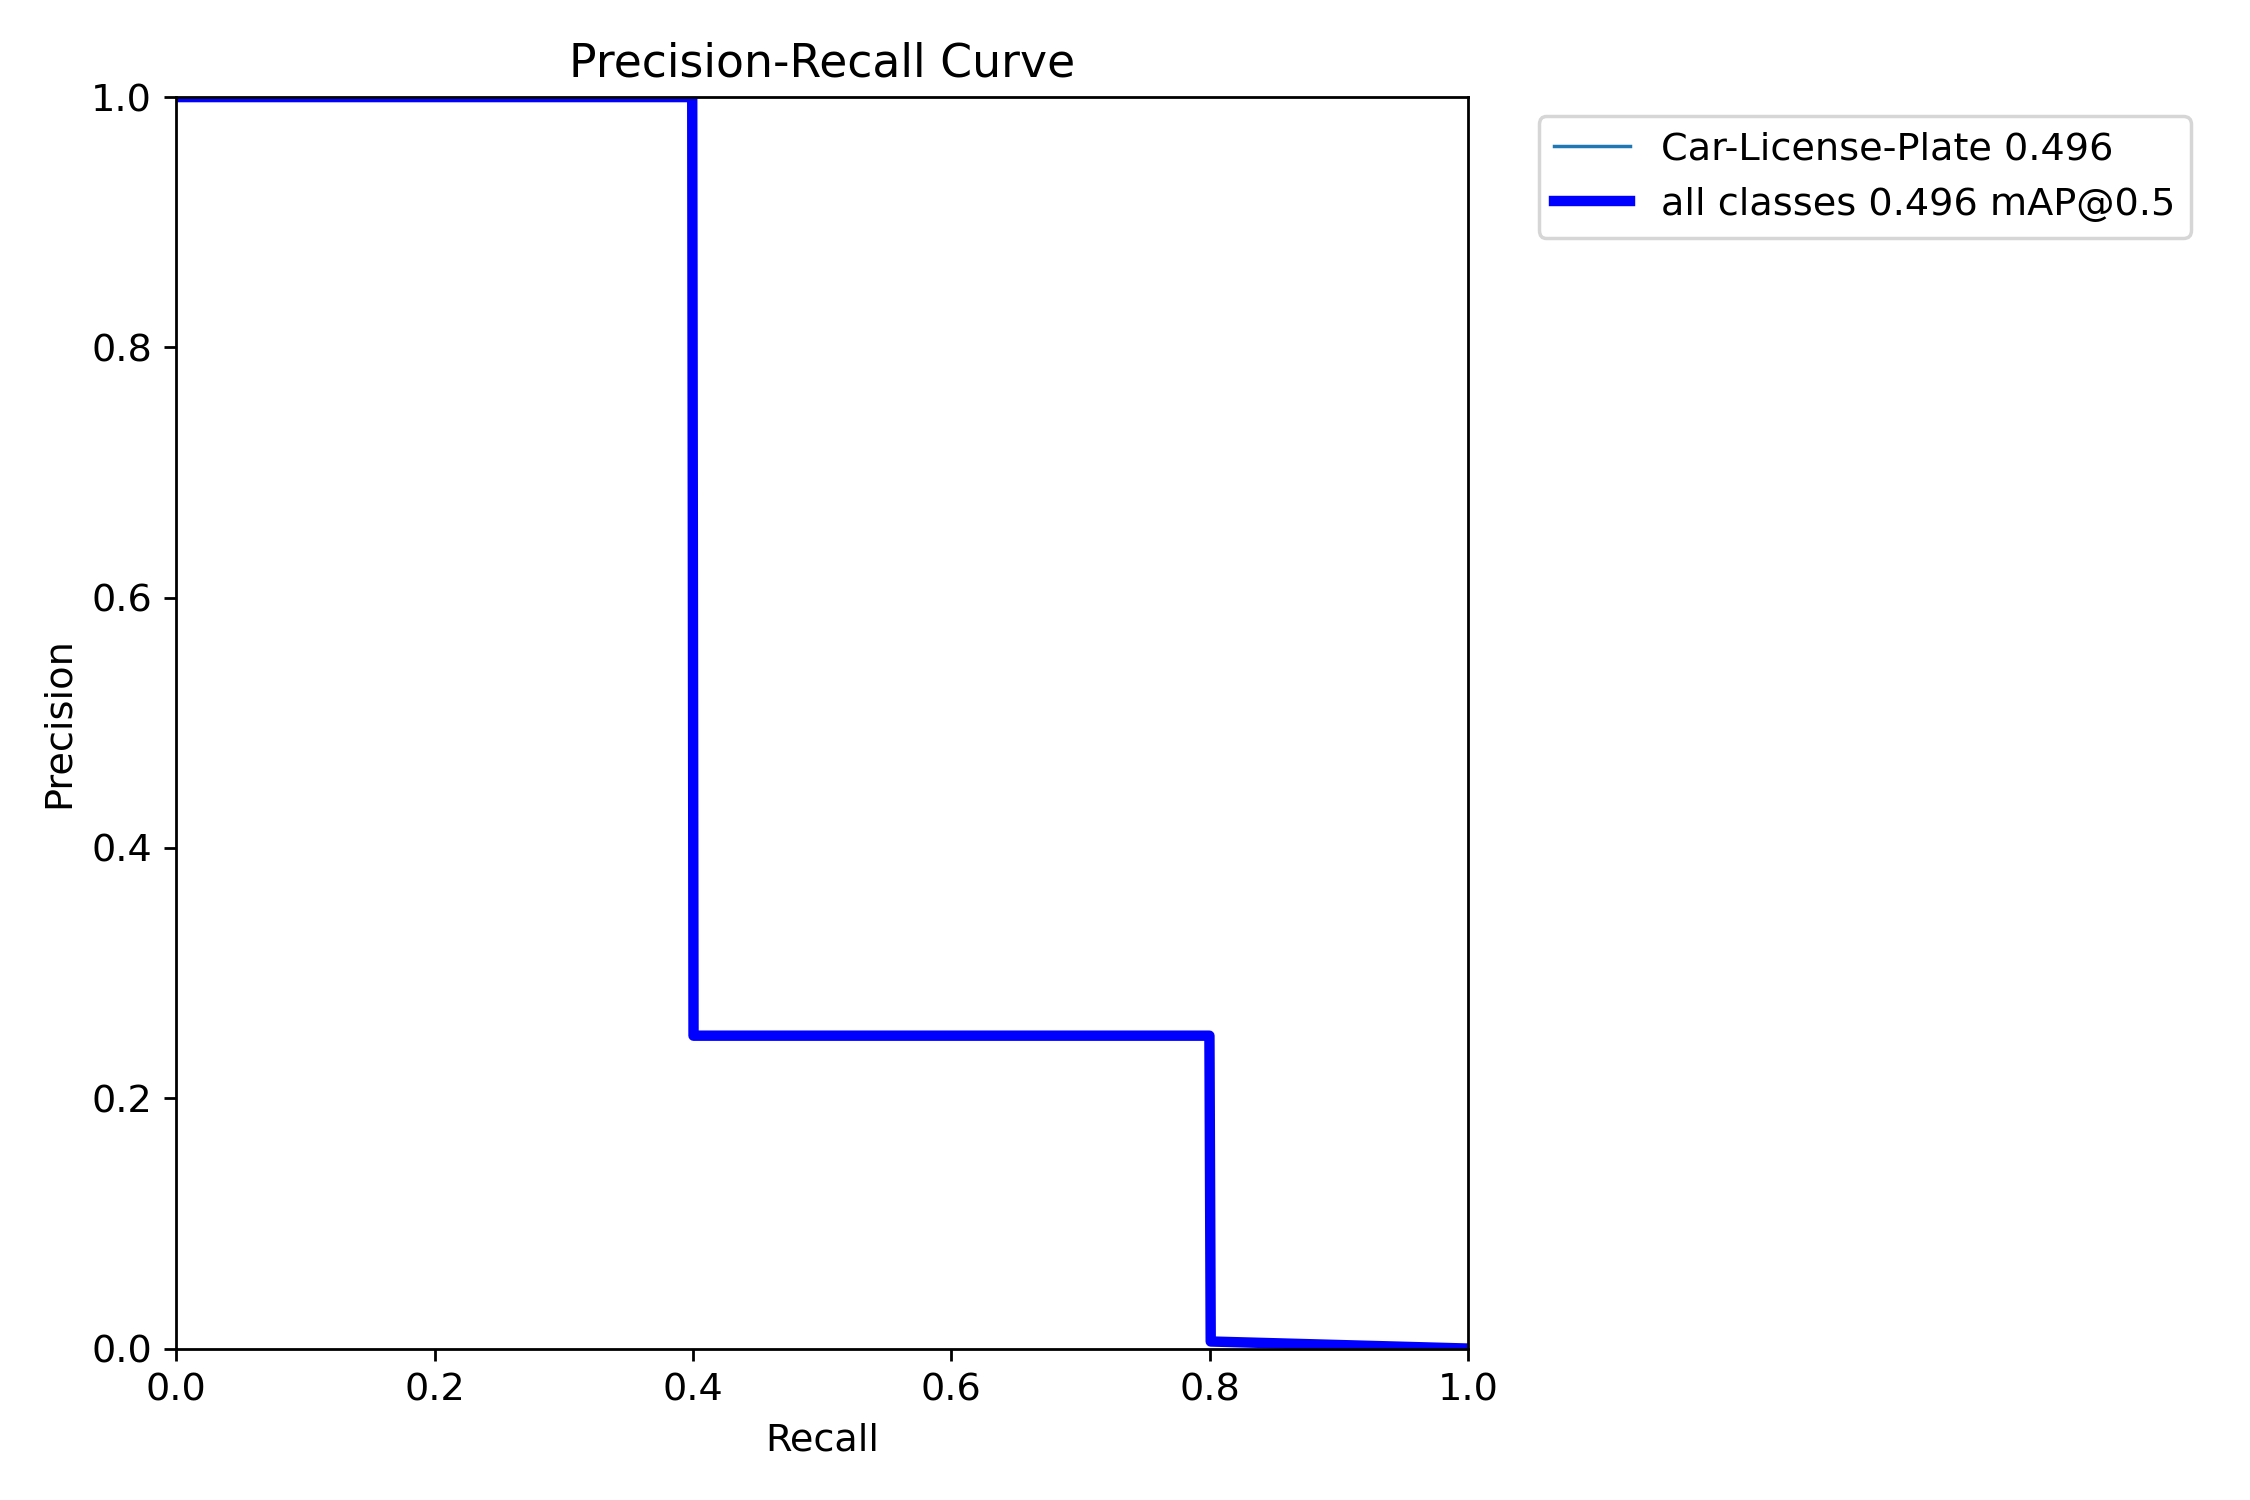 Precision-Recall Curve
1.0
0.8
0.6
0.4
0.2
0.0
Precision
0.0 0.2 0.4 0.6 0.8 1.0
Recall
Car-License-Plate 0.496
all classes 0.496 mAP@0.5